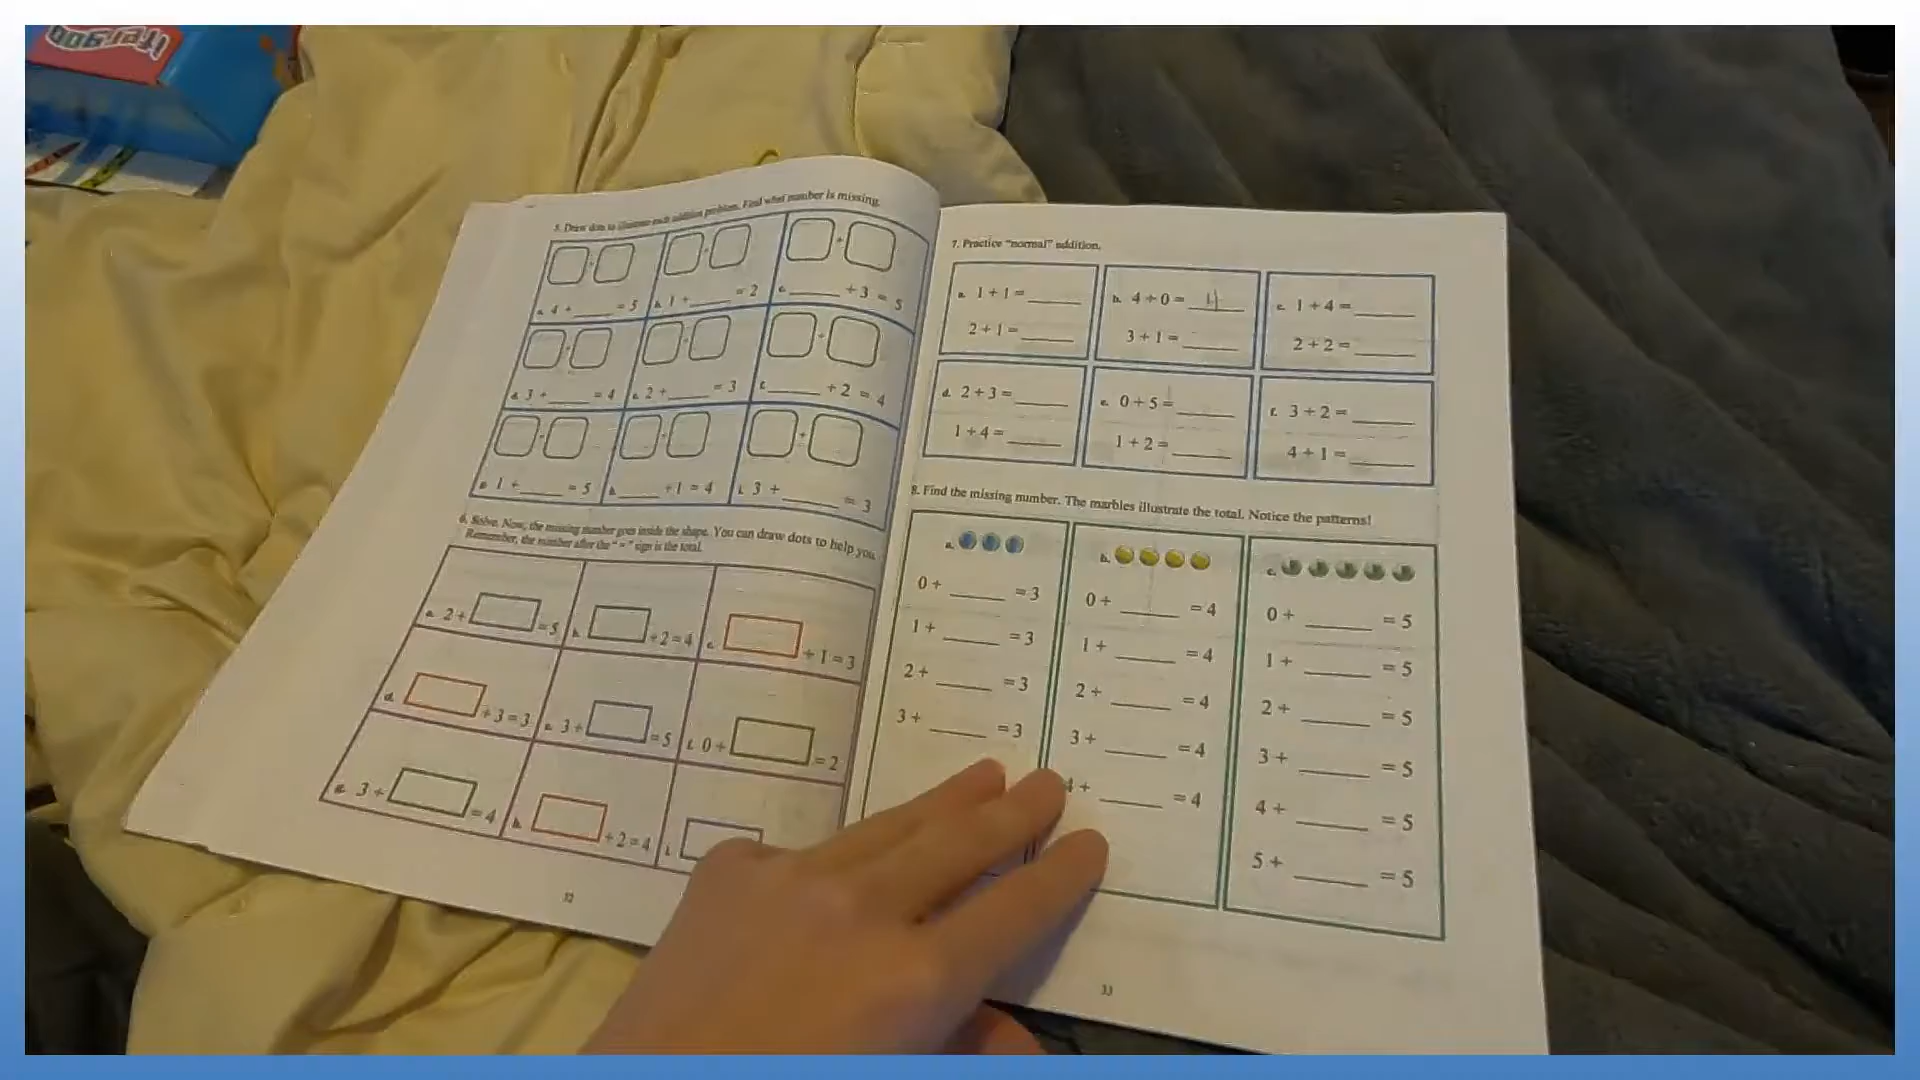 5. Draw dots to illustrate each addition problem. Find what number is missing.
a. 4 + ____ = 5
b. 1 + ____ = 2
c. ____ + 3 = 5
d. 3 + ____ = 4
e. 2 + ____ = 3
f. ____ + 2 = 4
g. 1 + ____ = 5
h. ____ + 1 = 4
i. 3 + ____ = 3
6. Solve. Now, the missing number goes inside the shape. You can draw dots to help you.
Remember, the number after the "=" sign is the total.
a. 2 + = 5
b. + 2 = 4
c. + 1 = 3
d. + 3 = 3
e. 3 + = 5
f. 0 + = 2
g. 3 + = 4
h. + 2 = 4
i.
32
7. Practice "normal" addition.
a. 1 + 1 = ____
2 + 1 = ____
b. 4 + 0 = 4
3 + 1 = ____
c. 1 + 4 = ____
2 + 2 = ____
d. 2 + 3 = ____
1 + 4 = ____
e. 0 + 5 = ____
1 + 2 = ____
f. 3 + 2 = ____
4 + 1 = ____
8. Find the missing number. The marbles illustrate the total. Notice the patterns!
a.
0 + ____ = 3
1 + ____ = 3
2 + ____ = 3
3 + ____ = 3
b.
0 + ____ = 4
1 + ____ = 4
2 + ____ = 4
3 + ____ = 4
4 + ____ = 4
c.
0 + ____ = 5
1 + ____ = 5
2 + ____ = 5
3 + ____ = 5
4 + ____ = 5
5 + ____ = 5
33